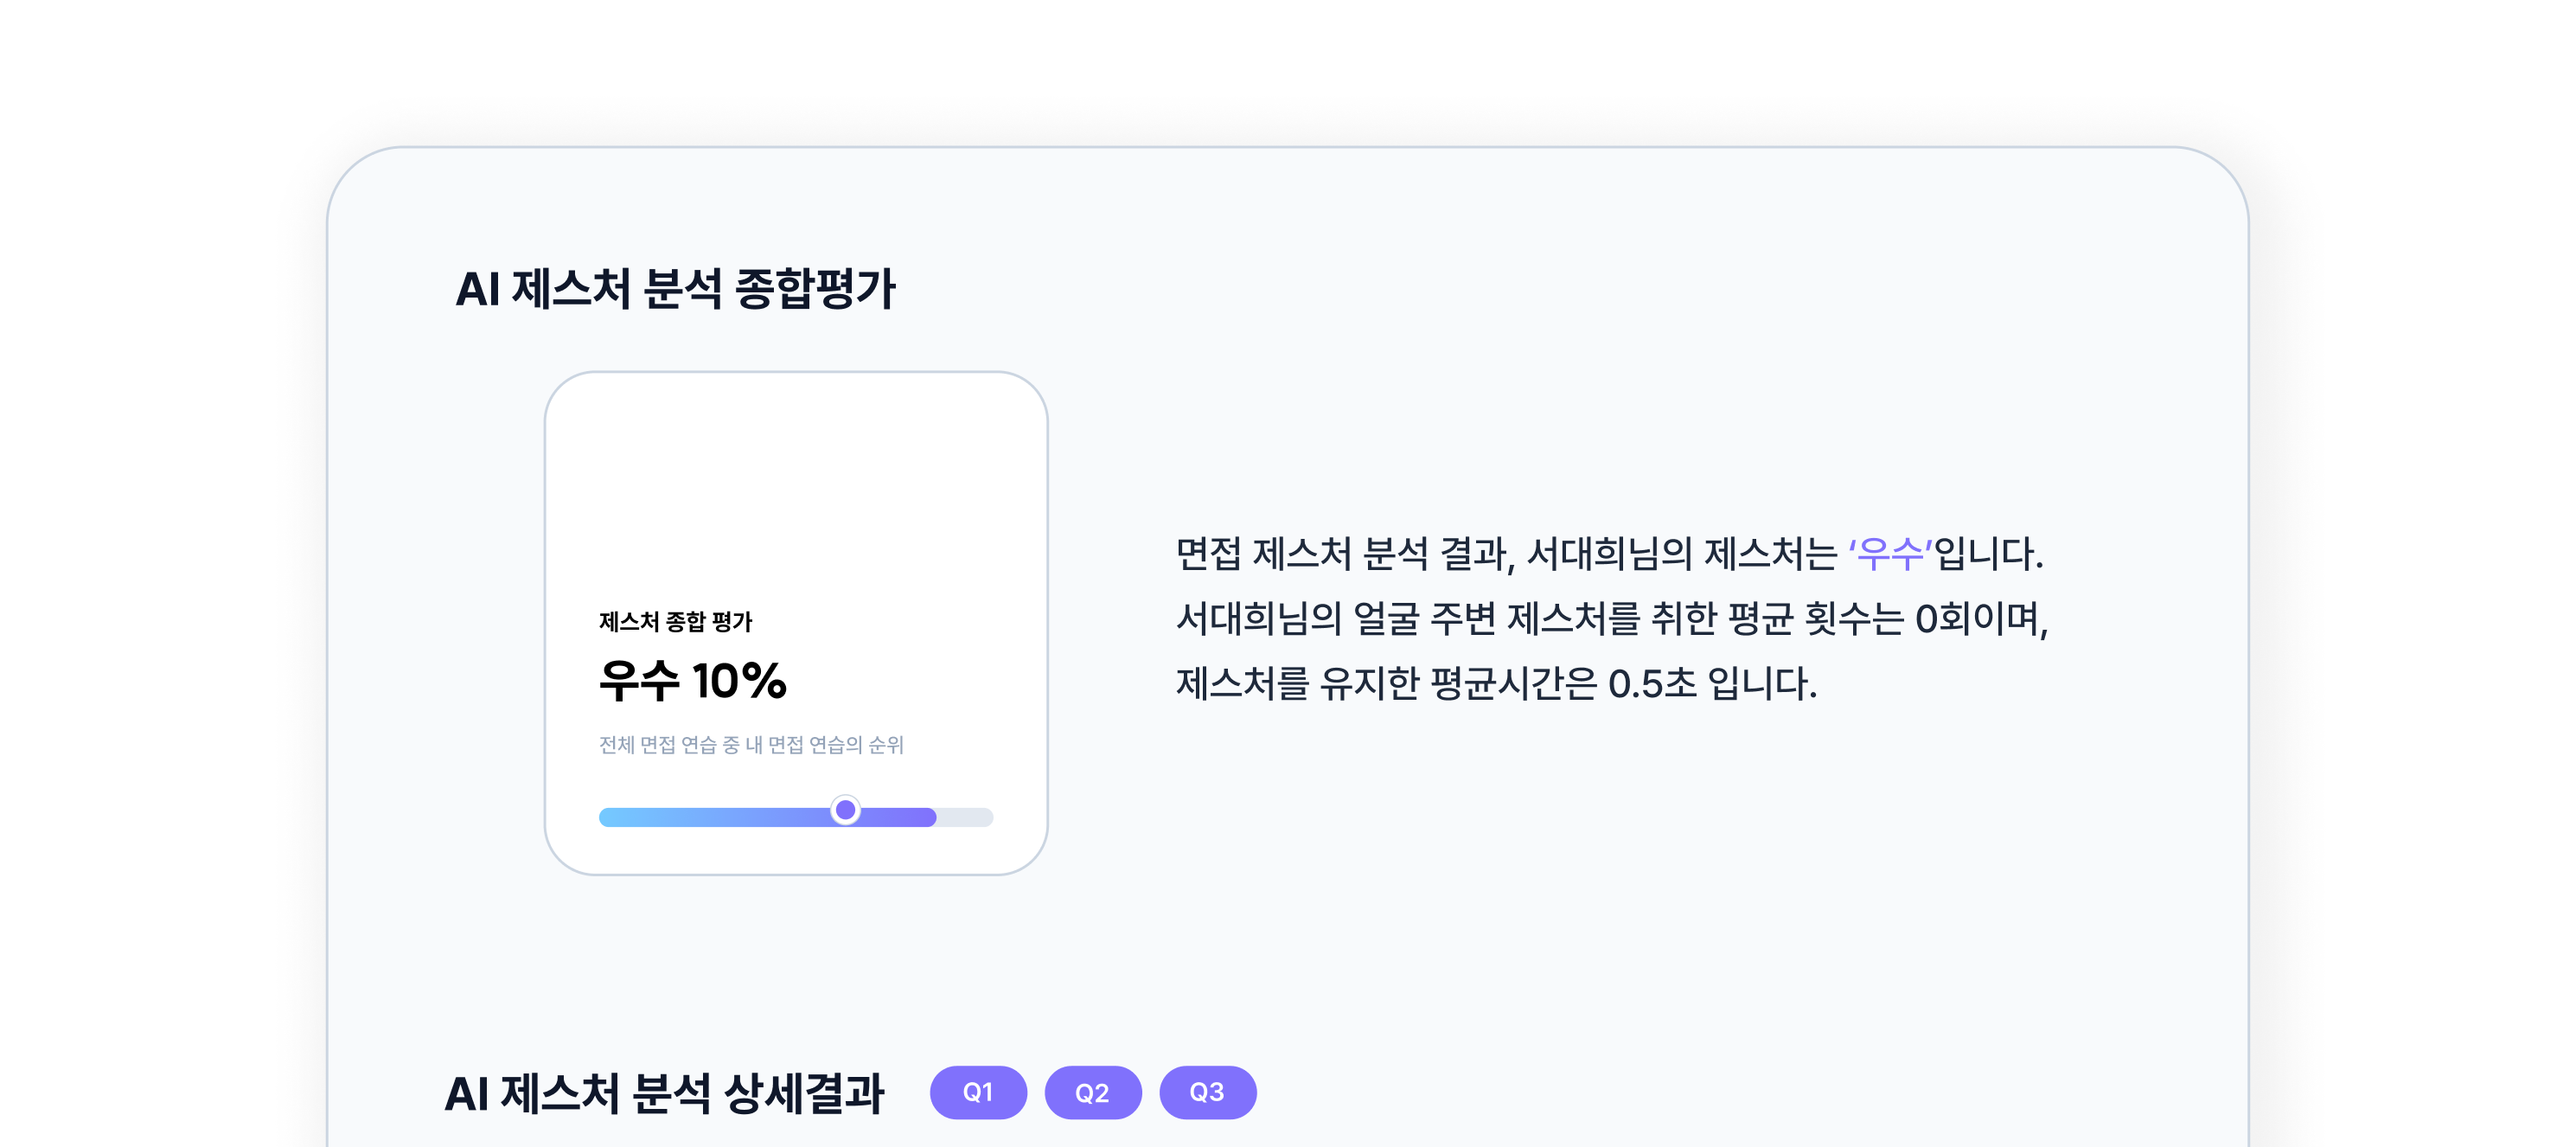 AI 제스처 분석 종합평가
제스처 종합 평가
우수 10%
전체 면접 연습 중 내 면접 연습의 순위
면접 제스처 분석 결과, 서대희님의 제스처는 ‘우수’입니다.
서대희님의 얼굴 주변 제스처를 취한 평균 횟수는 0회이며,
제스처를 유지한 평균시간은 0.5초 입니다.
AI 제스처 분석 상세결과 Q1 Q2 Q3